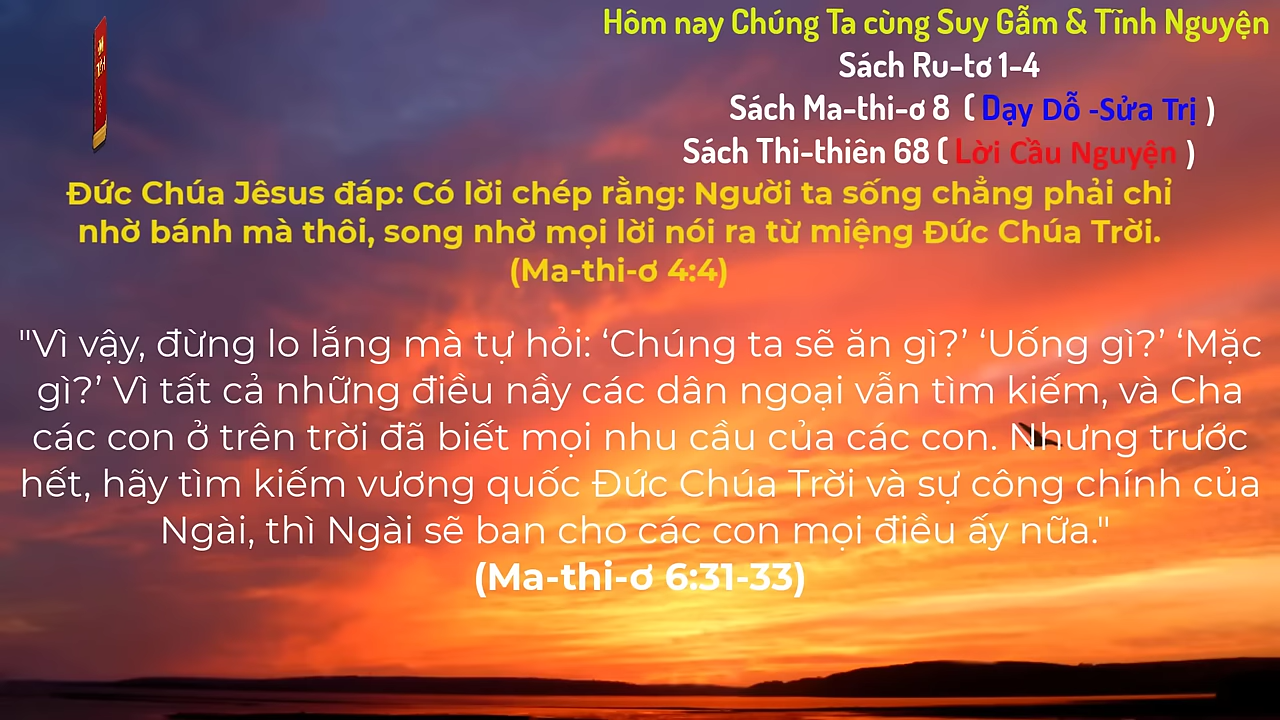 Hôm nay Chúng Ta cùng Suy Gẫm & Tĩnh Nguyện
Sách Ru-tơ 1-4
Sách Ma-thi-ơ 8 ( Dạy Dỗ -Sửa Trị )
Sách Thi-thiên 68 ( Lời Cầu Nguyện )
Đức Chúa Jêsus đáp: Có lời chép rằng: Người ta sống chẳng phải chỉ
nhờ bánh mà thôi, song nhờ mọi lời nói ra từ miệng Đức Chúa Trời.
(Ma-thi-ơ 4:4)
"Vì vậy, đừng lo lắng mà tự hỏi: ‘Chúng ta sẽ ăn gì?’ ‘Uống gì?’ ‘Mặc
gì?’ Vì tất cả những điều nầy các dân ngoại vẫn tìm kiếm, và Cha
các con ở trên trời đã biết mọi nhu cầu của các con. Nhưng trước
hết, hãy tìm kiếm vương quốc Đức Chúa Trời và sự công chính của
Ngài, thì Ngài sẽ ban cho các con mọi điều ấy nữa."
(Ma-thi-ơ 6:31-33)